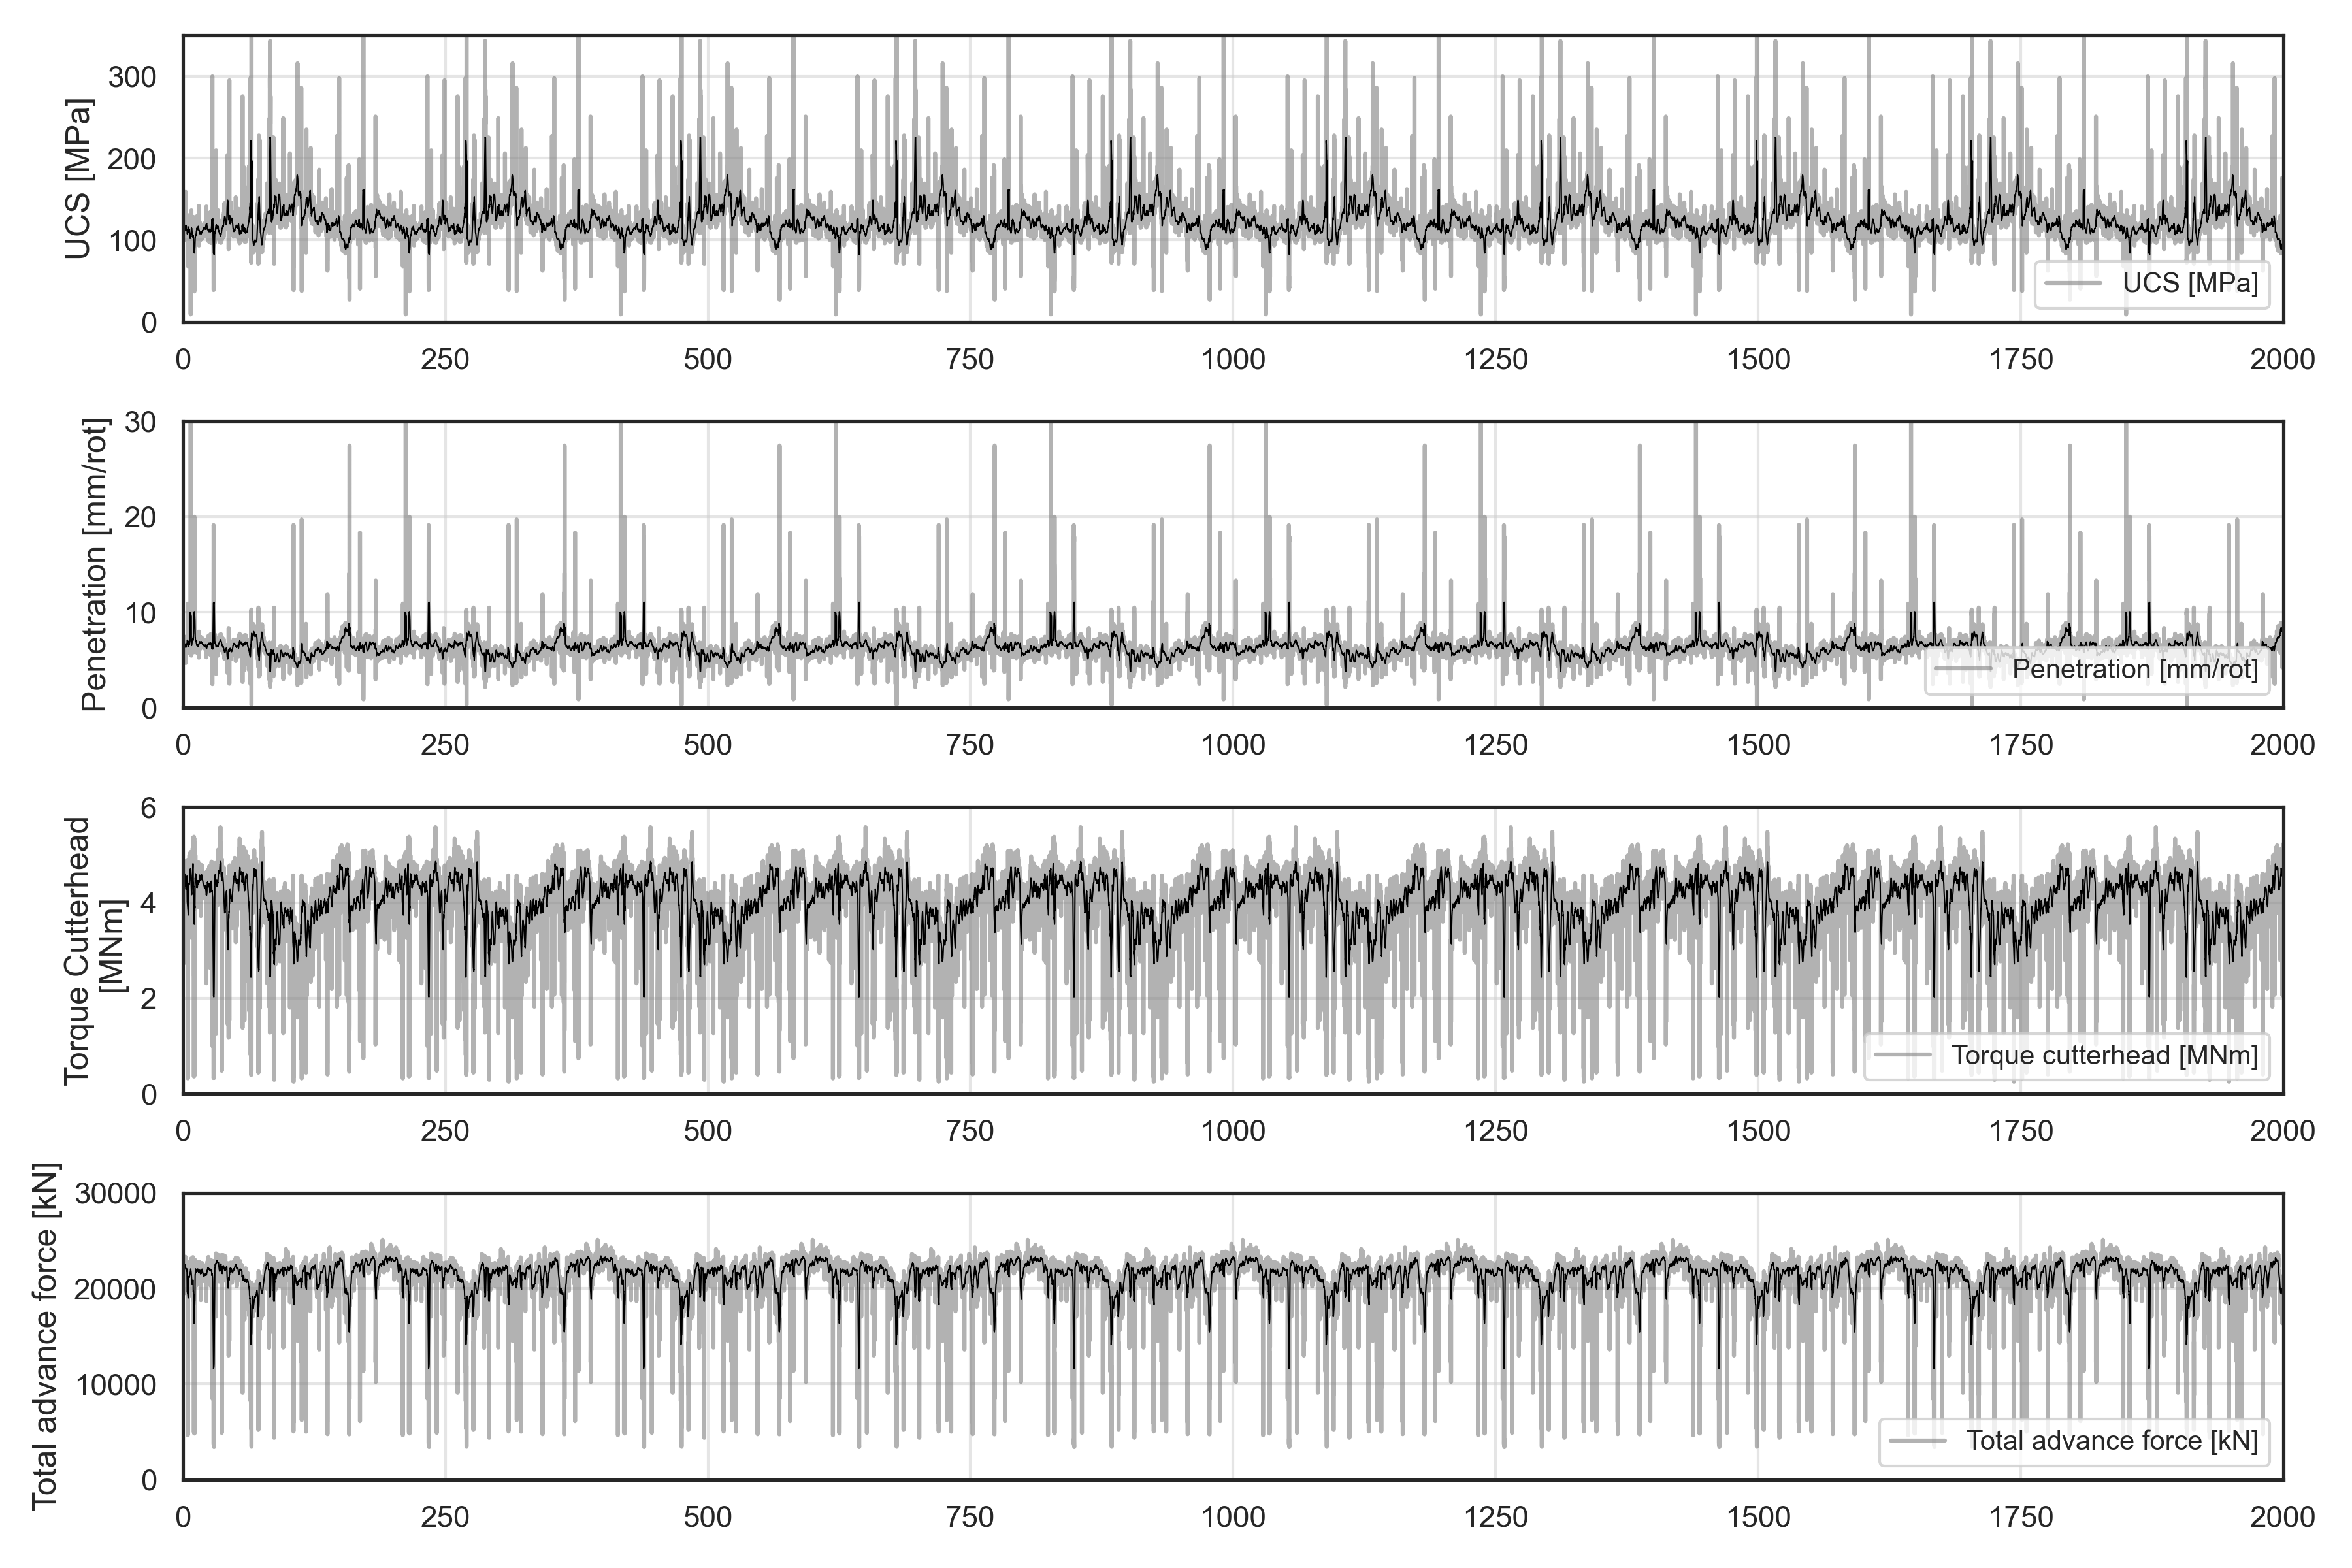 UCS [MPa]
300
200
100
0
UCS [MPa]
0 250 500 750 1000 1250 1500 1750 2000
Penetration [mm/rot]
30
20
10
0
Penetration [mm/rot]
0 250 500 750 1000 1250 1500 1750 2000
Torque Cutterhead
[MNm]
6
4
2
0
Torque cutterhead [MNm]
0 250 500 750 1000 1250 1500 1750 2000
Total advance force [kN]
30000
20000
10000
0
Total advance force [kN]
0 250 500 750 1000 1250 1500 1750 2000